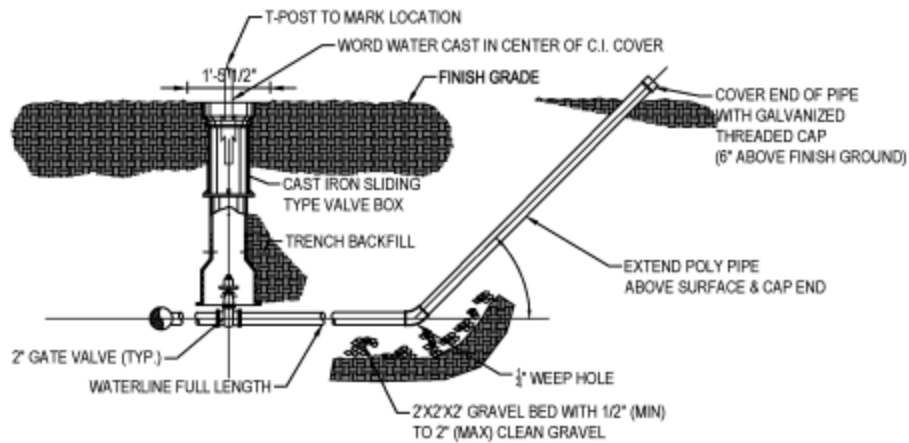 T-POST TO MARK LOCATION
WORD WATER CAST IN CENTER OF C.I. COVER
1'-5 1/2"
FINISH GRADE
COVER END OF PIPE
WITH GALVANIZED
THREADED CAP
(6" ABOVE FINISH GROUND)
CAST IRON SLIDING
TYPE VALVE BOX
TRENCH BACKFILL
EXTEND POLY PIPE
ABOVE SURFACE & CAP END
2" GATE VALVE (TYP.)
WATERLINE FULL LENGTH
WEEP HOLE
2'X2'X2' GRAVEL BED WITH 1/2" (MIN)
TO 2" (MAX) CLEAN GRAVEL